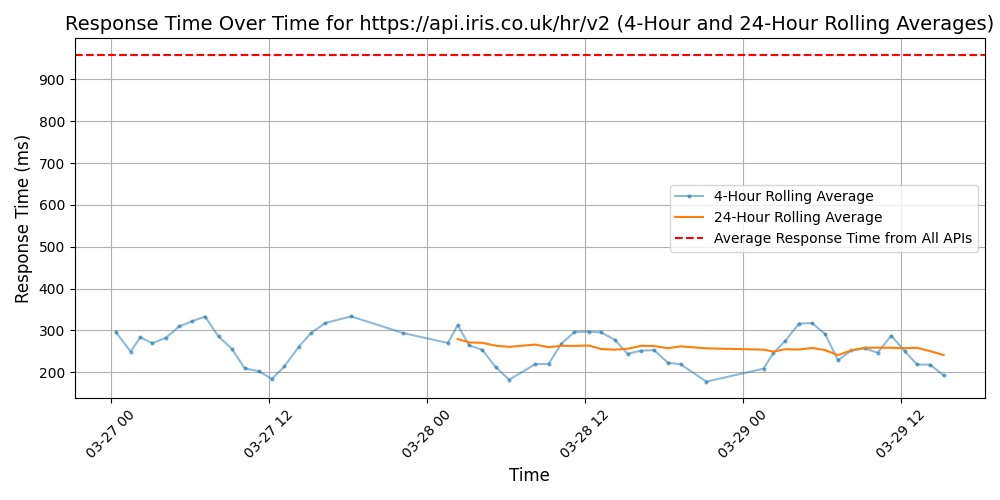 Response Time Over Time for https://api.iris.co.uk/hr/v2 (4-Hour and 24-Hour Rolling Averages)
Response Time (ms)
900
800
700
600
500
400
300
200
4-Hour Rolling Average
24-Hour Rolling Average
Average Response Time from All APIs
03-27 00
03-27 12
03-28 00
03-28 12
03-29 00
03-29 12
Time